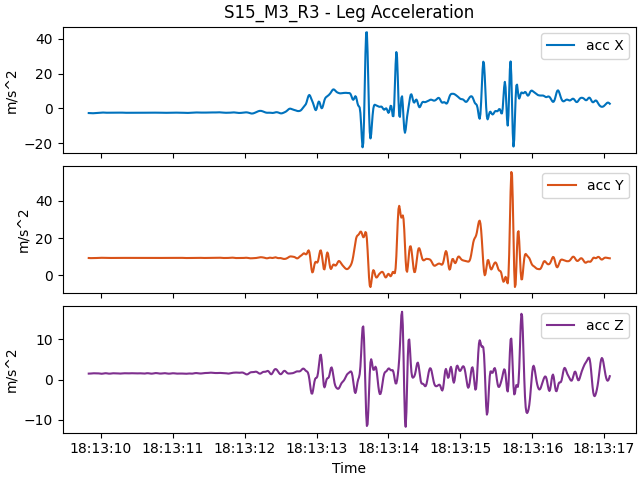 S15_M3_R3 - Leg Acceleration
acc X
40
20
0
−20
m/s^2
acc Y
40
20
0
m/s^2
acc Z
10
0
−10
m/s^2
18:13:10 18:13:11 18:13:12 18:13:13 18:13:14 18:13:15 18:13:16 18:13:17
Time